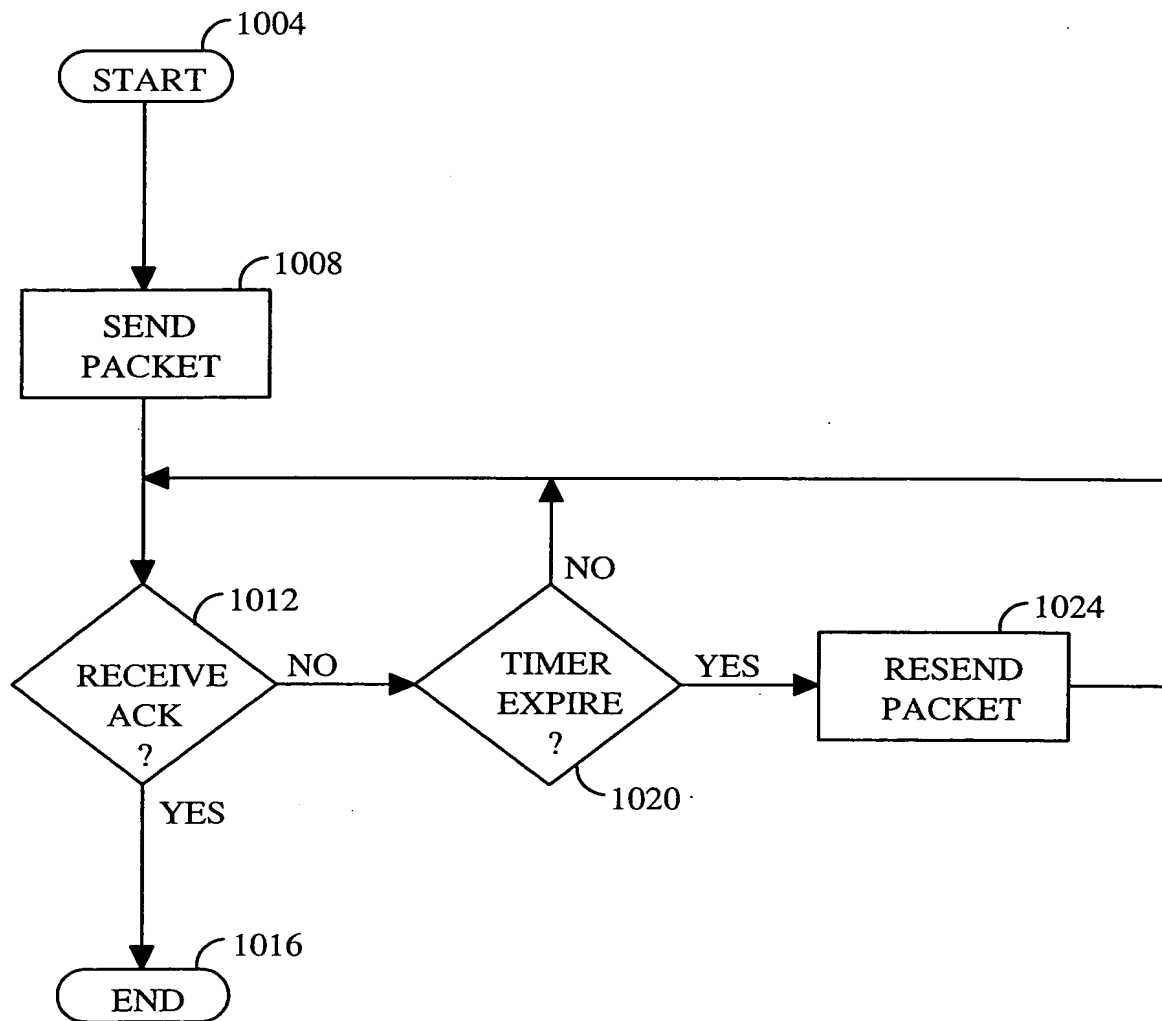 1004
START
1008
SEND
PACKET
NO
1012
RECEIVE
ACK
?
NO
TIMER
EXPIRE
?
YES
1024
RESEND
PACKET
1020
YES
1016
END